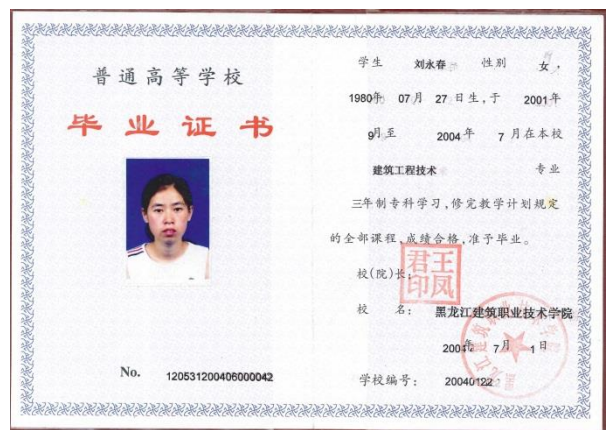 普通高等学校
毕业证书
No. 120531200406000042
学生 刘永春 性别 女，
1980年 07月 27日生，于 2001年
9月至 2004年 7月在本校
建筑工程技术 专业
三年制专科学习，修完教学计划规定
的全部课程，成绩合格，准予毕业。
校(院)长：
王凤君印
校 名： 黑龙江建筑职业技术学院
2004年 7月 1日
学校编号： 20040122